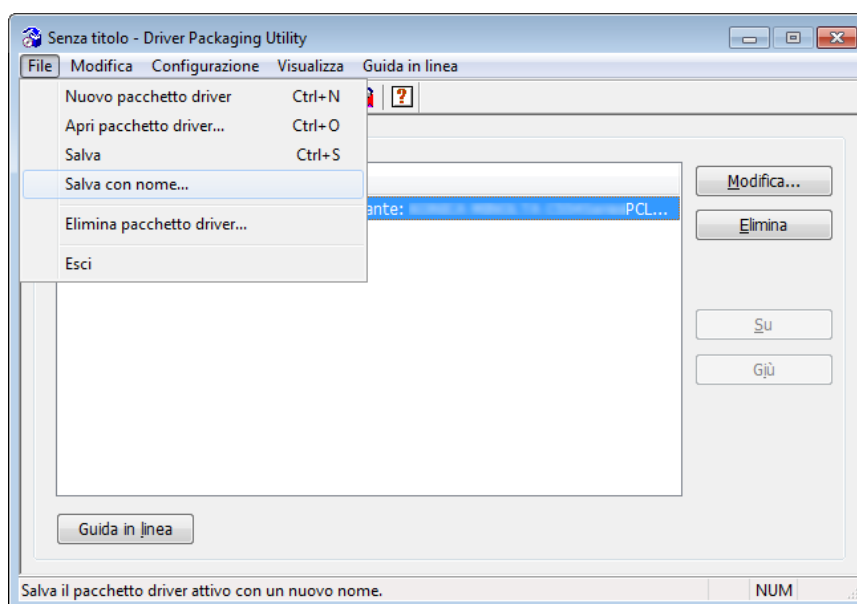 Senza titolo - Driver Packaging Utility
File Modifica Configurazione Visualizza Guida in linea
Nuovo pacchetto driver Ctrl+N
Apri pacchetto driver... Ctrl+O
Salva Ctrl+S
Salva con nome...
Elimina pacchetto driver...
Esci
ante: PCL...
Modifica...
Elimina
Su
Giù
Guida in linea
Salva il pacchetto driver attivo con un nuovo nome.
NUM